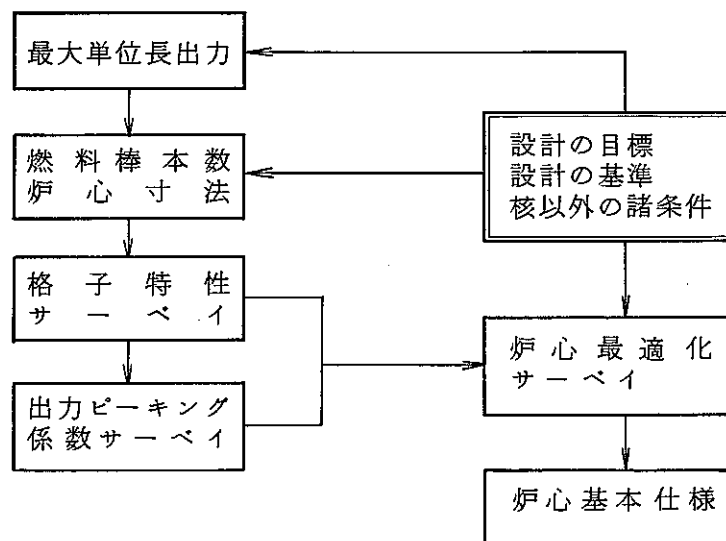 最大単位長出力
燃料棒本数
炉心寸法
格子特性
サーベイ
出力ピーキング
係数サーベイ
設計の目標
設計の基準
核以外の諸条件
炉心最適化
サーベイ
炉心基本仕様